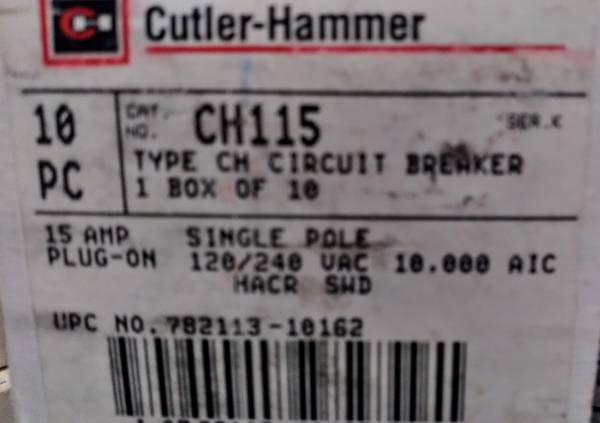 Cutler-Hammer
10 PC
CAT. NO. CH115 SER.K
TYPE CH CIRCUIT BREAKER
1 BOX OF 10
15 AMP SINGLE POLE
PLUG-ON 120/240 VAC 10.000 AIC
HACR SWD
UPC NO. 782113-10162